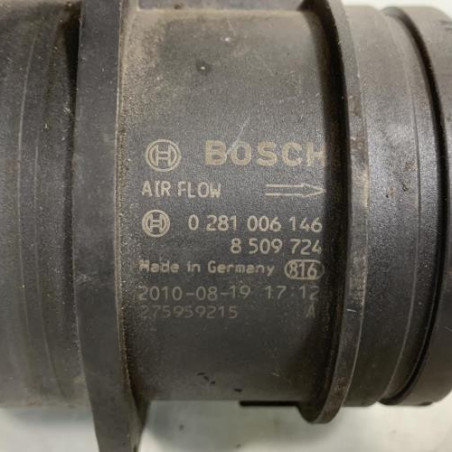 BOSCH
AIR FLOW
0 281 006 146
8 509 724
Made in Germany 816
2010-08-19 17:12
275959215 A